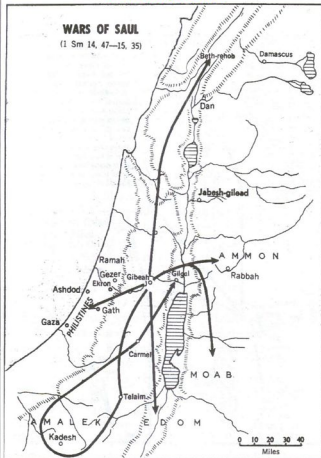 WARS OF SAUL
(1 Sm 14, 47—15, 35)
Beth-rehob
Damascus
Dan
Jabesh-gilead
AMMON
Ramah
Gezer
Gibeah
Gilgal
Rabbah
Ekron
Ashdod
PHILISTINES
Gath
Gaza
Carmel
MOAB
Telaim
AMALEK
EDOM
Kadesh
0 10 20 30 40
Miles